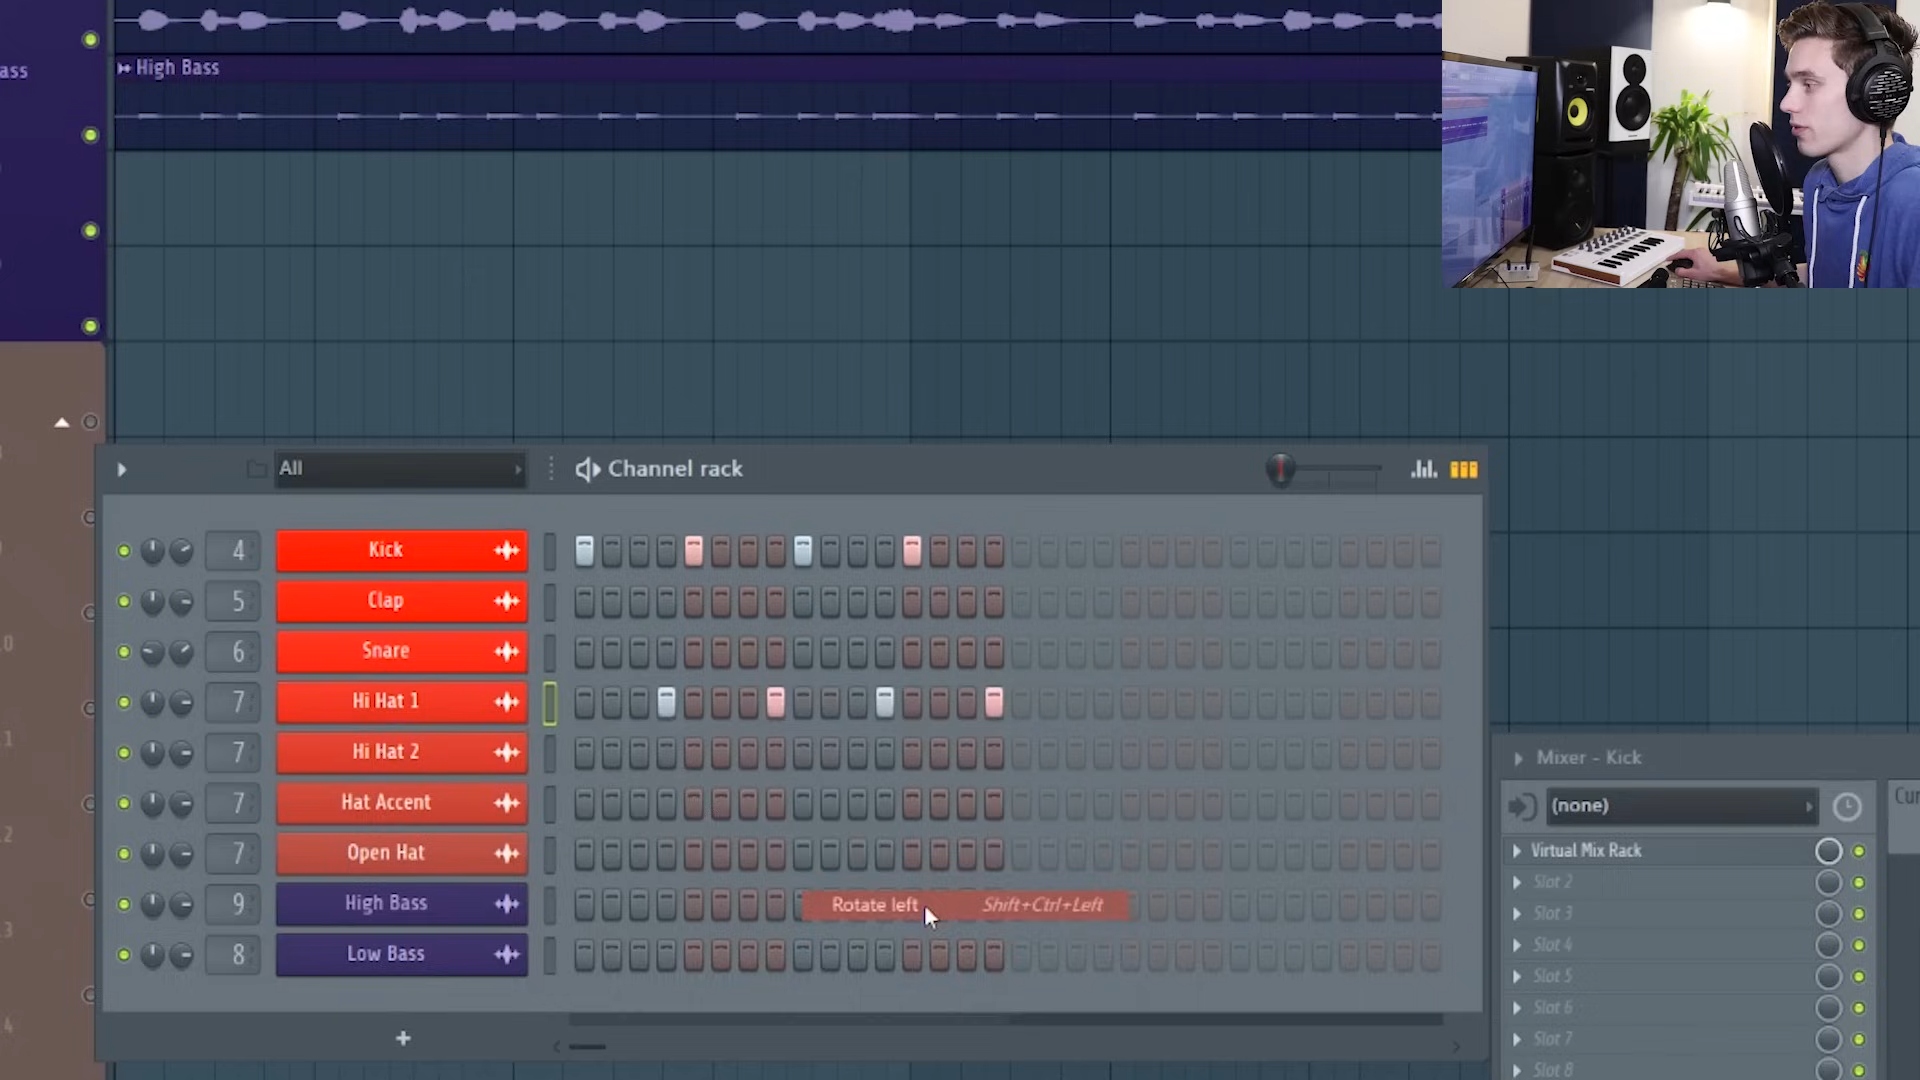 ass
High Bass
All
Channel rack
4 Kick
5 Clap
6 Snare
7 Hi Hat 1
7 Hi Hat 2
7 Hat Accent
7 Open Hat
9 High Bass
Rotate left Shift+Ctrl+Left
8 Low Bass
+
Mixer - Kick
(none)
Cur
Virtual Mix Rack
Slot 2
Slot 3
Slot 4
Slot 5
Slot 6
Slot 7
Slot 8
10